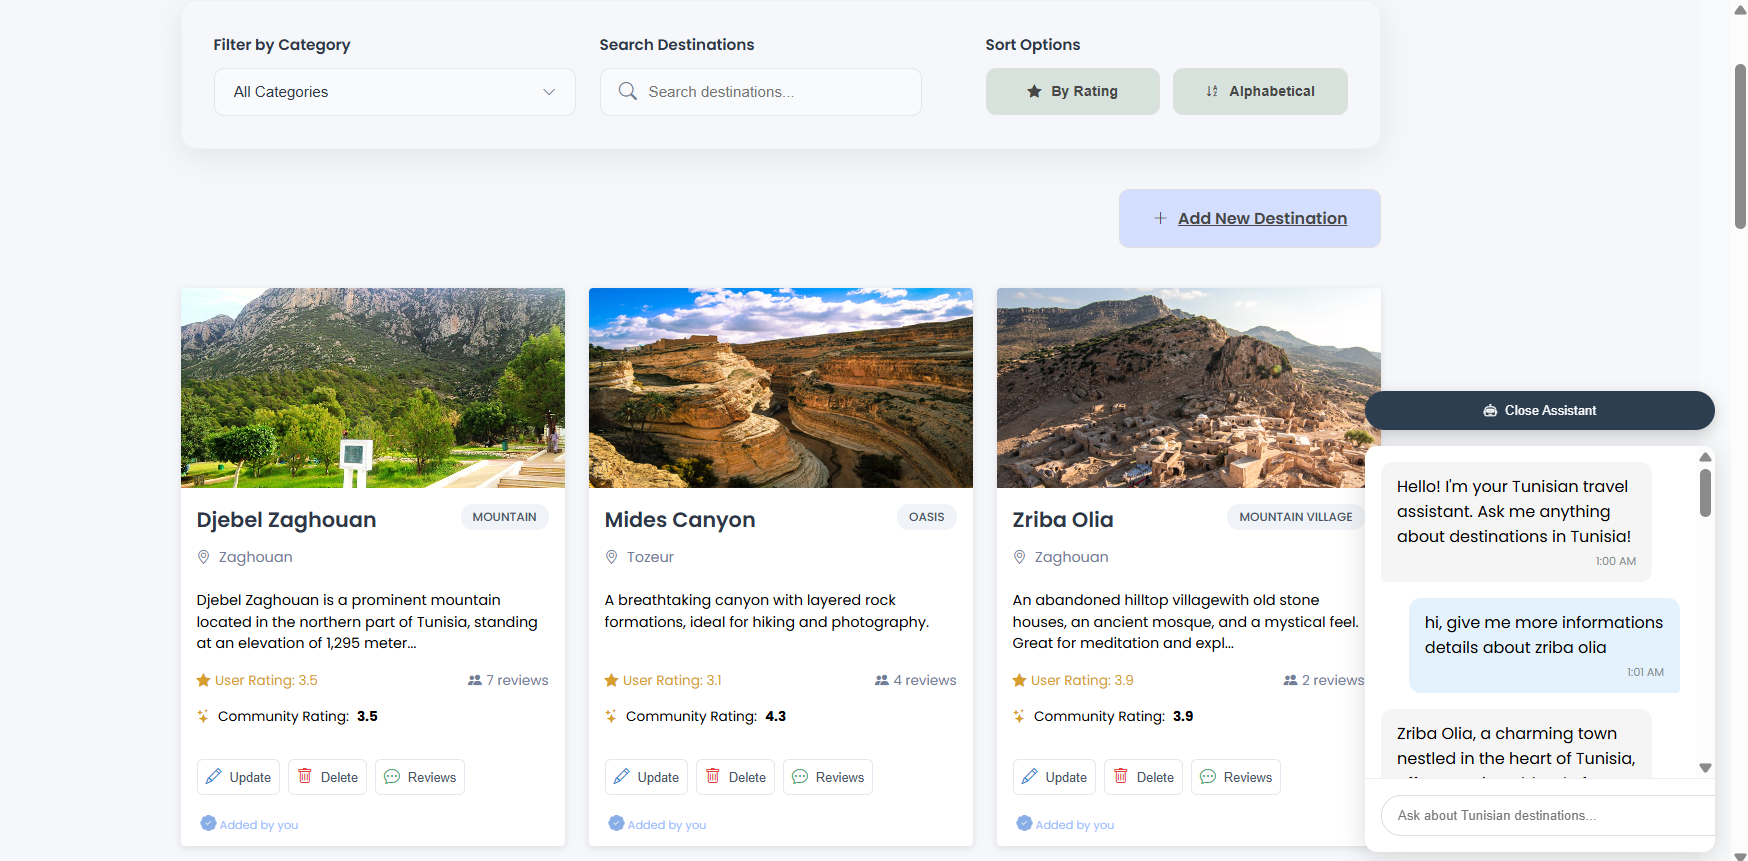 Filter by Category
All Categories
Search Destinations
Search destinations...
Sort Options
By Rating
Alphabetical
Add New Destination
Djebel Zaghouan
MOUNTAIN
Zaghouan
Djebel Zaghouan is a prominent mountain
located in the northern part of Tunisia, standing
at an elevation of 1,295 meter...
User Rating: 3.5
7 reviews
Community Rating: 3.5
Update
Delete
Reviews
Added by you
Mides Canyon
OASIS
Tozeur
A breathtaking canyon with layered rock
formations, ideal for hiking and photography.
User Rating: 3.1
4 reviews
Community Rating: 4.3
Update
Delete
Reviews
Added by you
Zriba Olia
MOUNTAIN VILLAGE
Zaghouan
An abandoned hilltop villagewith old stone
houses, an ancient mosque, and a mystical feel.
Great for meditation and expl...
User Rating: 3.9
2 reviews
Community Rating: 3.9
Update
Delete
Reviews
Added by you
Close Assistant
Hello! I'm your Tunisian travel
assistant. Ask me anything
about destinations in Tunisia!
1:00 AM
hi, give me more informations
details about zriba olia
1:01 AM
Zriba Olia, a charming town
nestled in the heart of Tunisia,
Ask about Tunisian destinations...